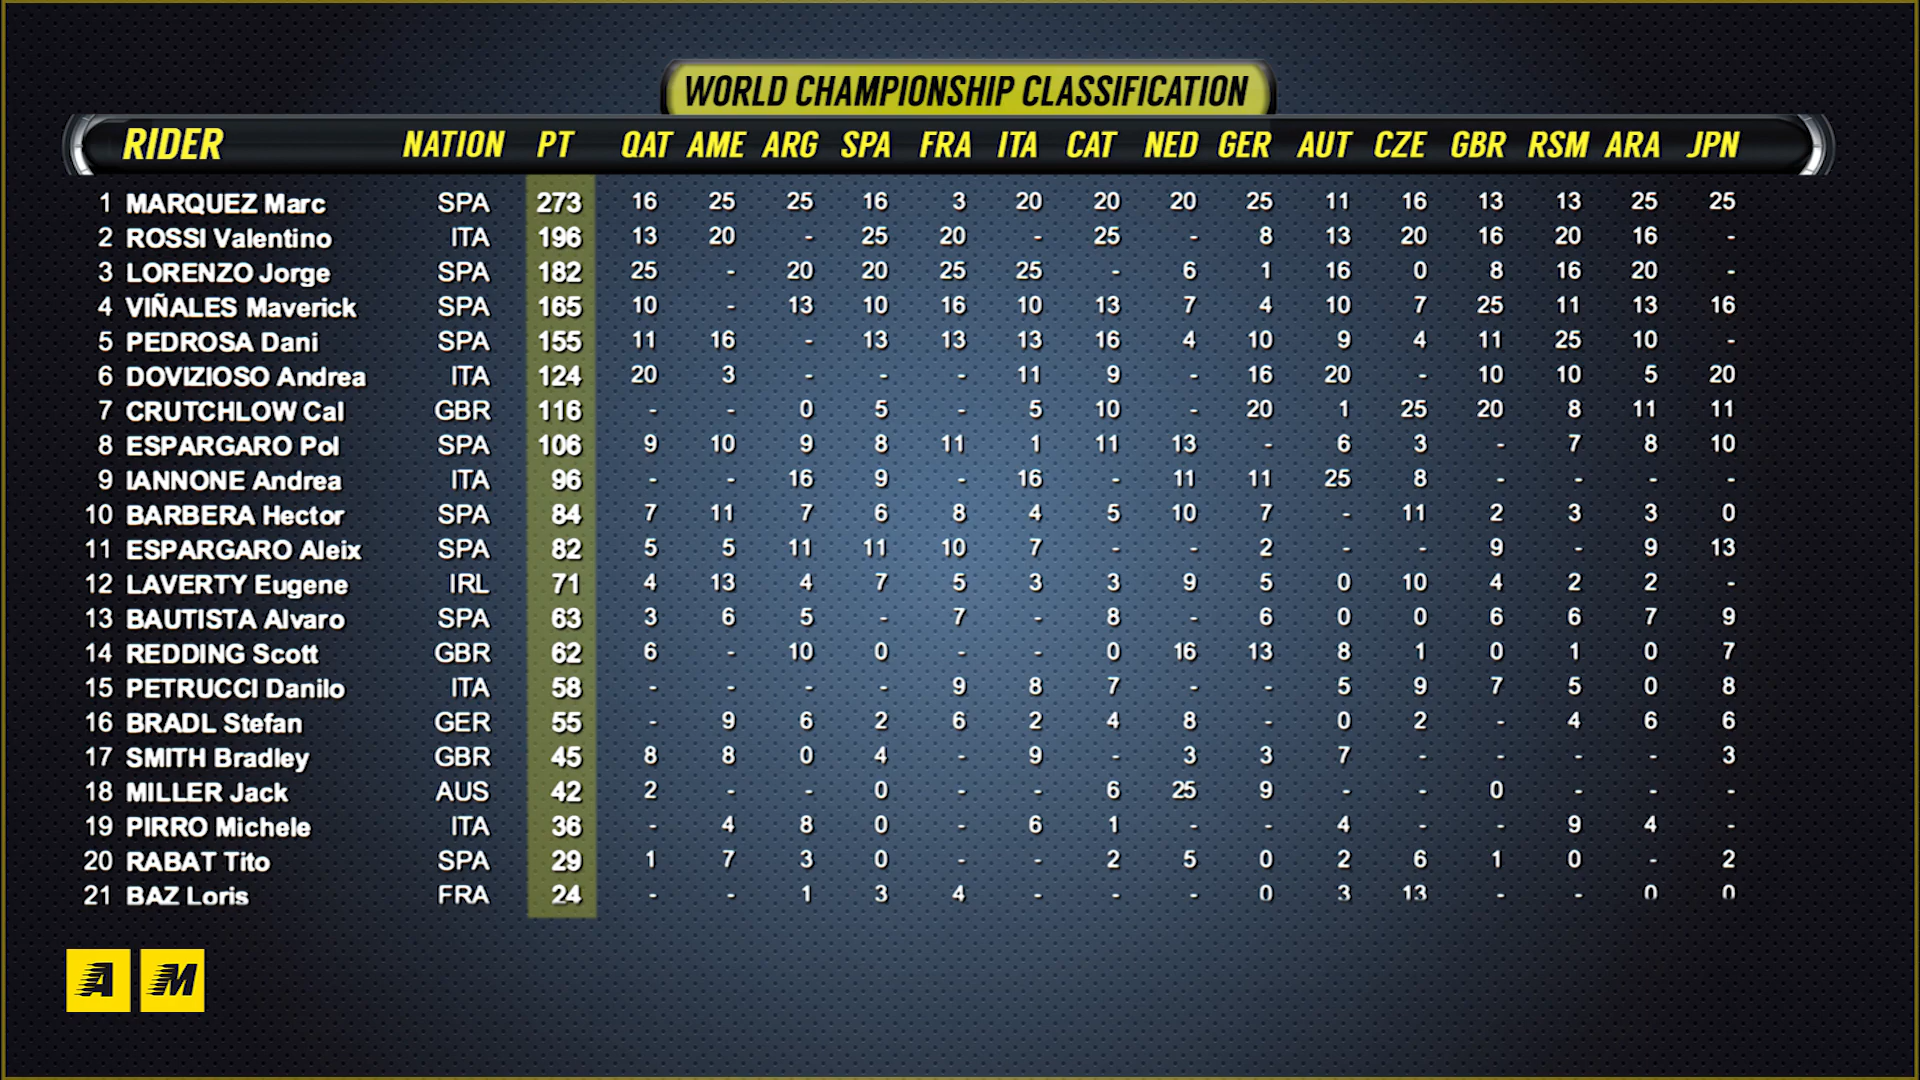 WORLD CHAMPIONSHIP CLASSIFICATION
RIDER NATION PT QAT AME ARG SPA FRA ITA CAT NED GER AUT CZE GBR RSM ARA JPN
1 MARQUEZ Marc SPA 273 16 25 25 16 3 20 20 20 25 11 16 13 13 25 25
2 ROSSI Valentino ITA 196 13 20 - 25 20 - 25 - 8 13 20 16 20 16 -
3 LORENZO Jorge SPA 182 25 - 20 20 25 25 - 6 1 16 0 8 16 20 -
4 VIÑALES Maverick SPA 165 10 - 13 10 16 10 13 7 4 10 7 25 11 13 16
5 PEDROSA Dani SPA 155 11 16 - 13 13 13 16 4 10 9 4 11 25 10 -
6 DOVIZIOSO Andrea ITA 124 20 3 - - - 11 9 - 16 20 - 10 10 5 20
7 CRUTCHLOW Cal GBR 116 - - 0 5 - 5 10 - 20 1 25 20 8 11 11
8 ESPARGARO Pol SPA 106 9 10 9 8 11 1 11 13 - 6 3 - 7 8 10
9 IANNONE Andrea ITA 96 - - 16 9 - 16 - 11 11 25 8 - - - -
10 BARBERA Hector SPA 84 7 11 7 6 8 4 5 10 7 - 11 2 3 3 0
11 ESPARGARO Aleix SPA 82 5 5 11 11 10 7 - - 2 - - 9 - 9 13
12 LAVERTY Eugene IRL 71 4 13 4 7 5 3 3 9 5 0 10 4 2 2 -
13 BAUTISTA Alvaro SPA 63 3 6 5 - 7 - 8 - 6 0 0 6 6 7 9
14 REDDING Scott GBR 62 6 - 10 0 - - 0 16 13 8 1 0 1 0 7
15 PETRUCCI Danilo ITA 58 - - - - 9 8 7 - - 5 9 7 5 0 8
16 BRADL Stefan GER 55 - 9 6 2 6 2 4 8 - 0 2 - 4 6 6
17 SMITH Bradley GBR 45 8 8 0 4 - 9 - 3 3 7 - - - - 3
18 MILLER Jack AUS 42 2 - - 0 - - 6 25 9 - - 0 - - -
19 PIRRO Michele ITA 36 - 4 8 0 - 6 1 - - 4 - - 9 4 -
20 RABAT Tito SPA 29 1 7 3 0 - - 2 5 0 2 6 1 0 - 2
21 BAZ Loris FRA 24 - - 1 3 4 - - - 0 3 13 - - 0 0
A M